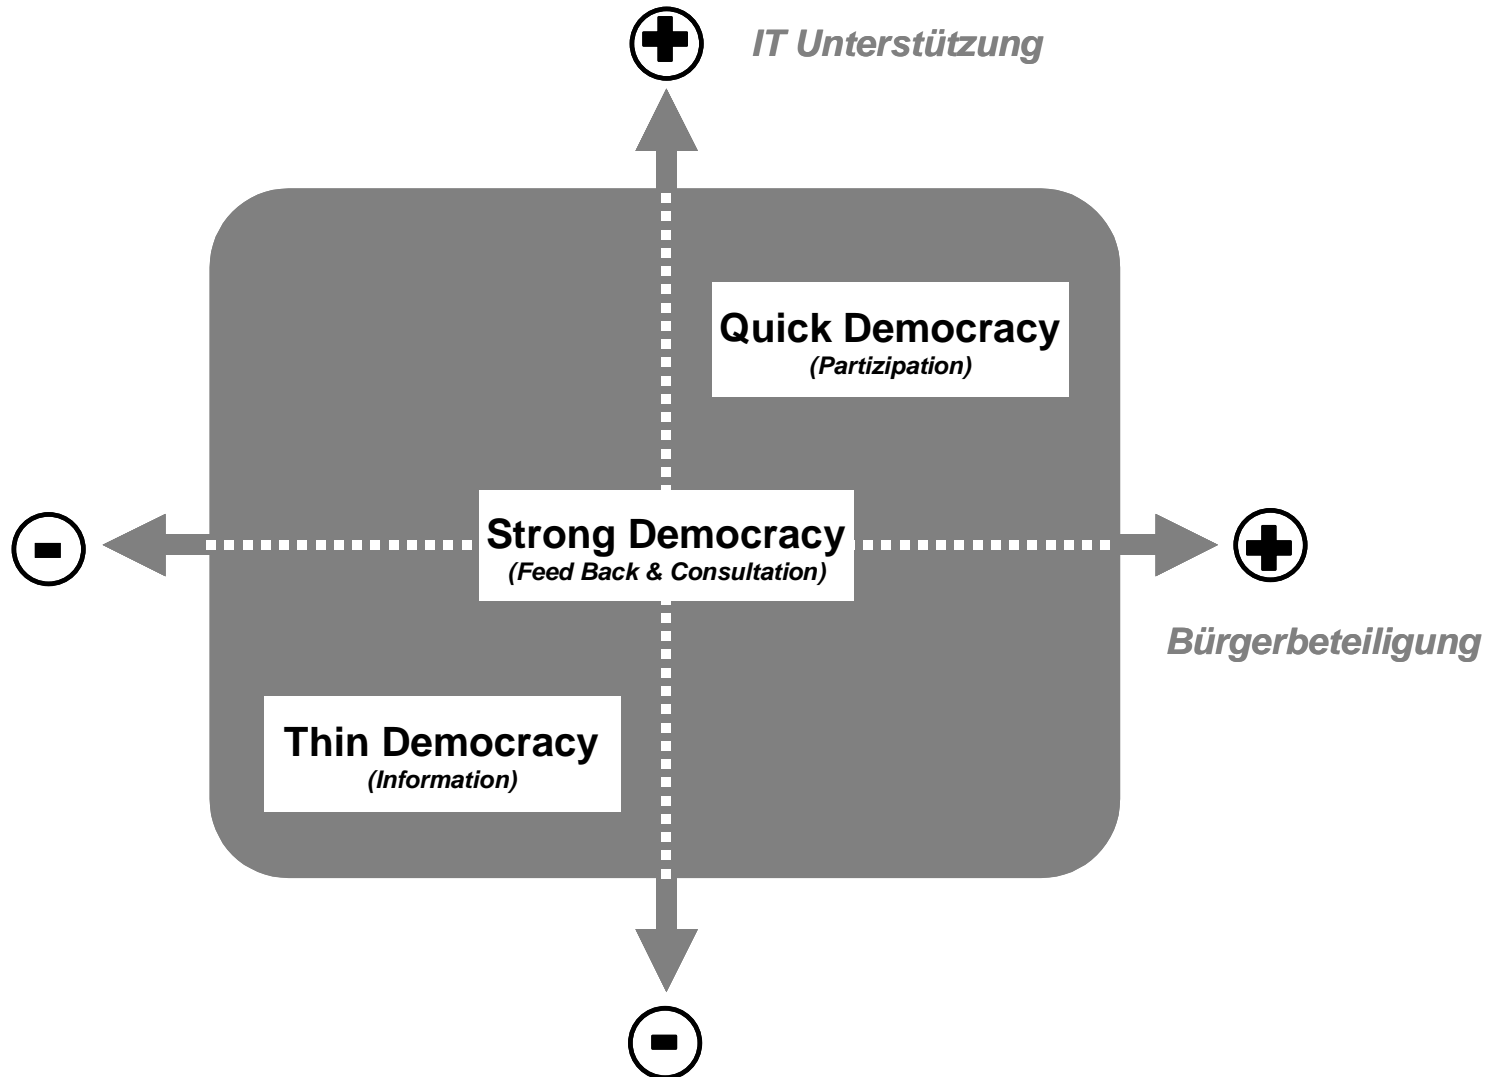 IT Unterstützung
Quick Democracy
(Partizipation)
Strong Democracy
(Feed Back & Consultation)
Bürgerbeteiligung
Thin Democracy
(Information)